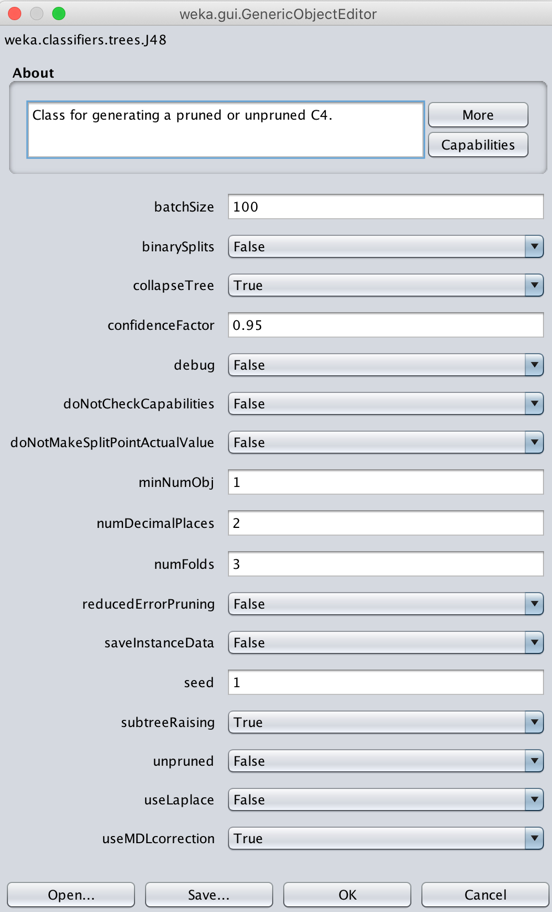 weka.gui.GenericObjectEditor
weka.classifiers.trees.J48
About
Class for generating a pruned or unpruned C4.
More
Capabilities
batchSize 100
binarySplits False
collapseTree True
confidenceFactor 0.95
debug False
doNotCheckCapabilities False
doNotMakeSplitPointActualValue False
minNumObj 1
numDecimalPlaces 2
numFolds 3
reducedErrorPruning False
saveInstanceData False
seed 1
subtreeRaising True
unpruned False
useLaplace False
useMDLcorrection True
Open... Save... OK Cancel